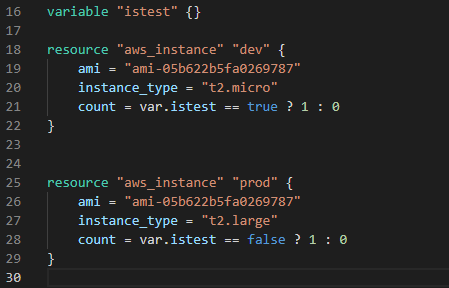 16 variable "istest" {}
17
18 resource "aws_instance" "dev" {
19     ami = "ami-05b622b5fa0269787"
20     instance_type = "t2.micro"
21     count = var.istest == true ? 1 : 0
22 }
23
24
25 resource "aws_instance" "prod" {
26     ami = "ami-05b622b5fa0269787"
27     instance_type = "t2.large"
28     count = var.istest == false ? 1 : 0
29 }
30